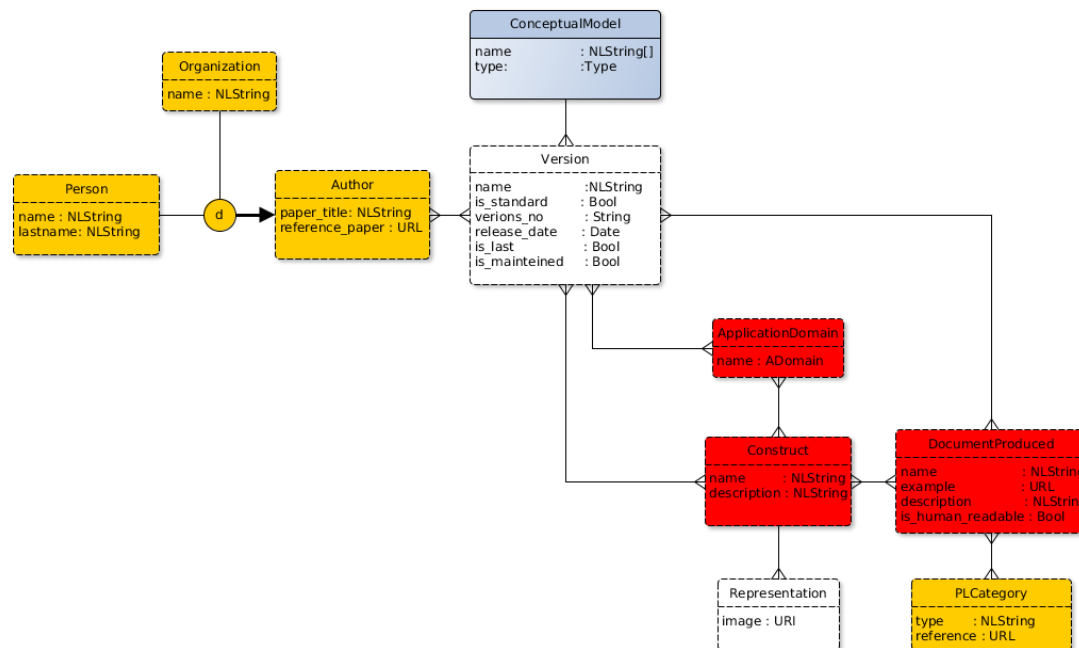 ConceptualModel
name : NLString[]
type: :Type
Organization
name : NLString
Version
name :NLString
is_standard : Bool
verions_no : String
release_date : Date
is_last : Bool
is_mainteined : Bool
Person
name : NLString
lastname: NLString
d
Author
paper_title: NLString
reference_paper : URL
ApplicationDomain
name : ADomain
Construct
name : NLString
description : NLString
DocumentProduced
name : NLString
example : URL
description : NLString
is_human_readable : Bool
Representation
image : URI
PLCategory
type : NLString
reference : URL